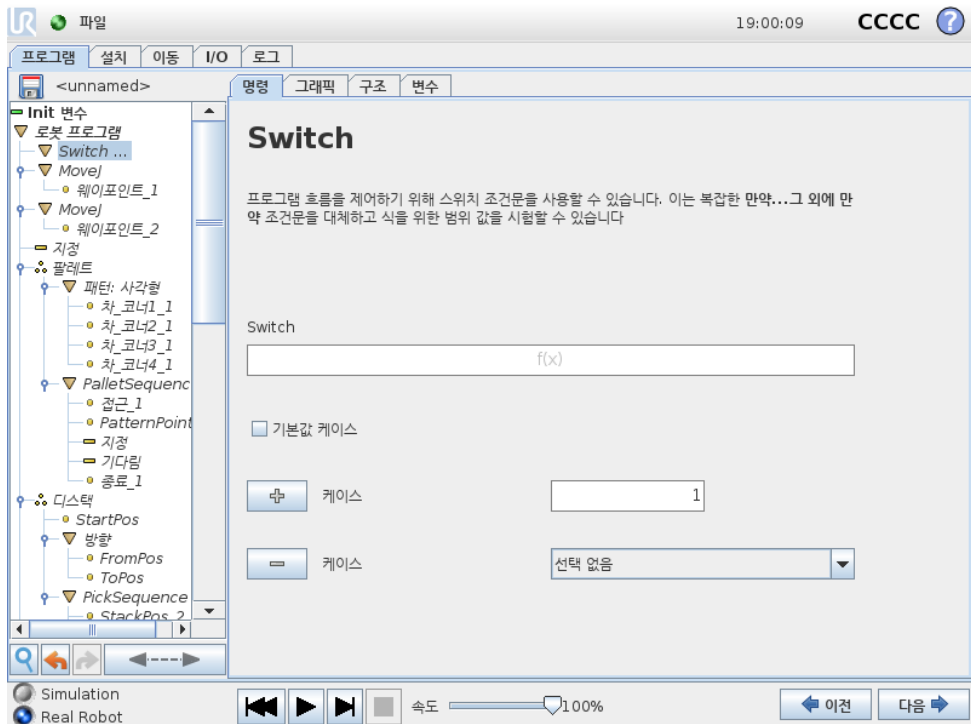 UR 파일 19:00:09 CCCC ?
프로그램 설치 이동 I/O 로그
<unnamed>
명령 그래픽 구조 변수
Init 변수
로봇 프로그램
Switch ...
MoveJ
웨이포인트_1
MoveJ
웨이포인트_2
지정
팔레트
패턴: 사각형
차_코너1_1
차_코너2_1
차_코너3_1
차_코너4_1
PalletSequenc
접근_1
PatternPoint
지정
기다림
종료_1
디스택
StartPos
방향
FromPos
ToPos
PickSequence
StackPos_2
Switch
프로그램 흐름를 제어하기 위해 스위치 조건문을 사용할 수 있습니다. 이는 복잡한 만약...그 외에 만
약 조건문을 대체하고 식을 위한 범위 값을 시험할 수 있습니다
Switch
f(x)
기본값 케이스
케이스 1
케이스 선택 없음
Simulation
Real Robot
속도 100%
이전 다음